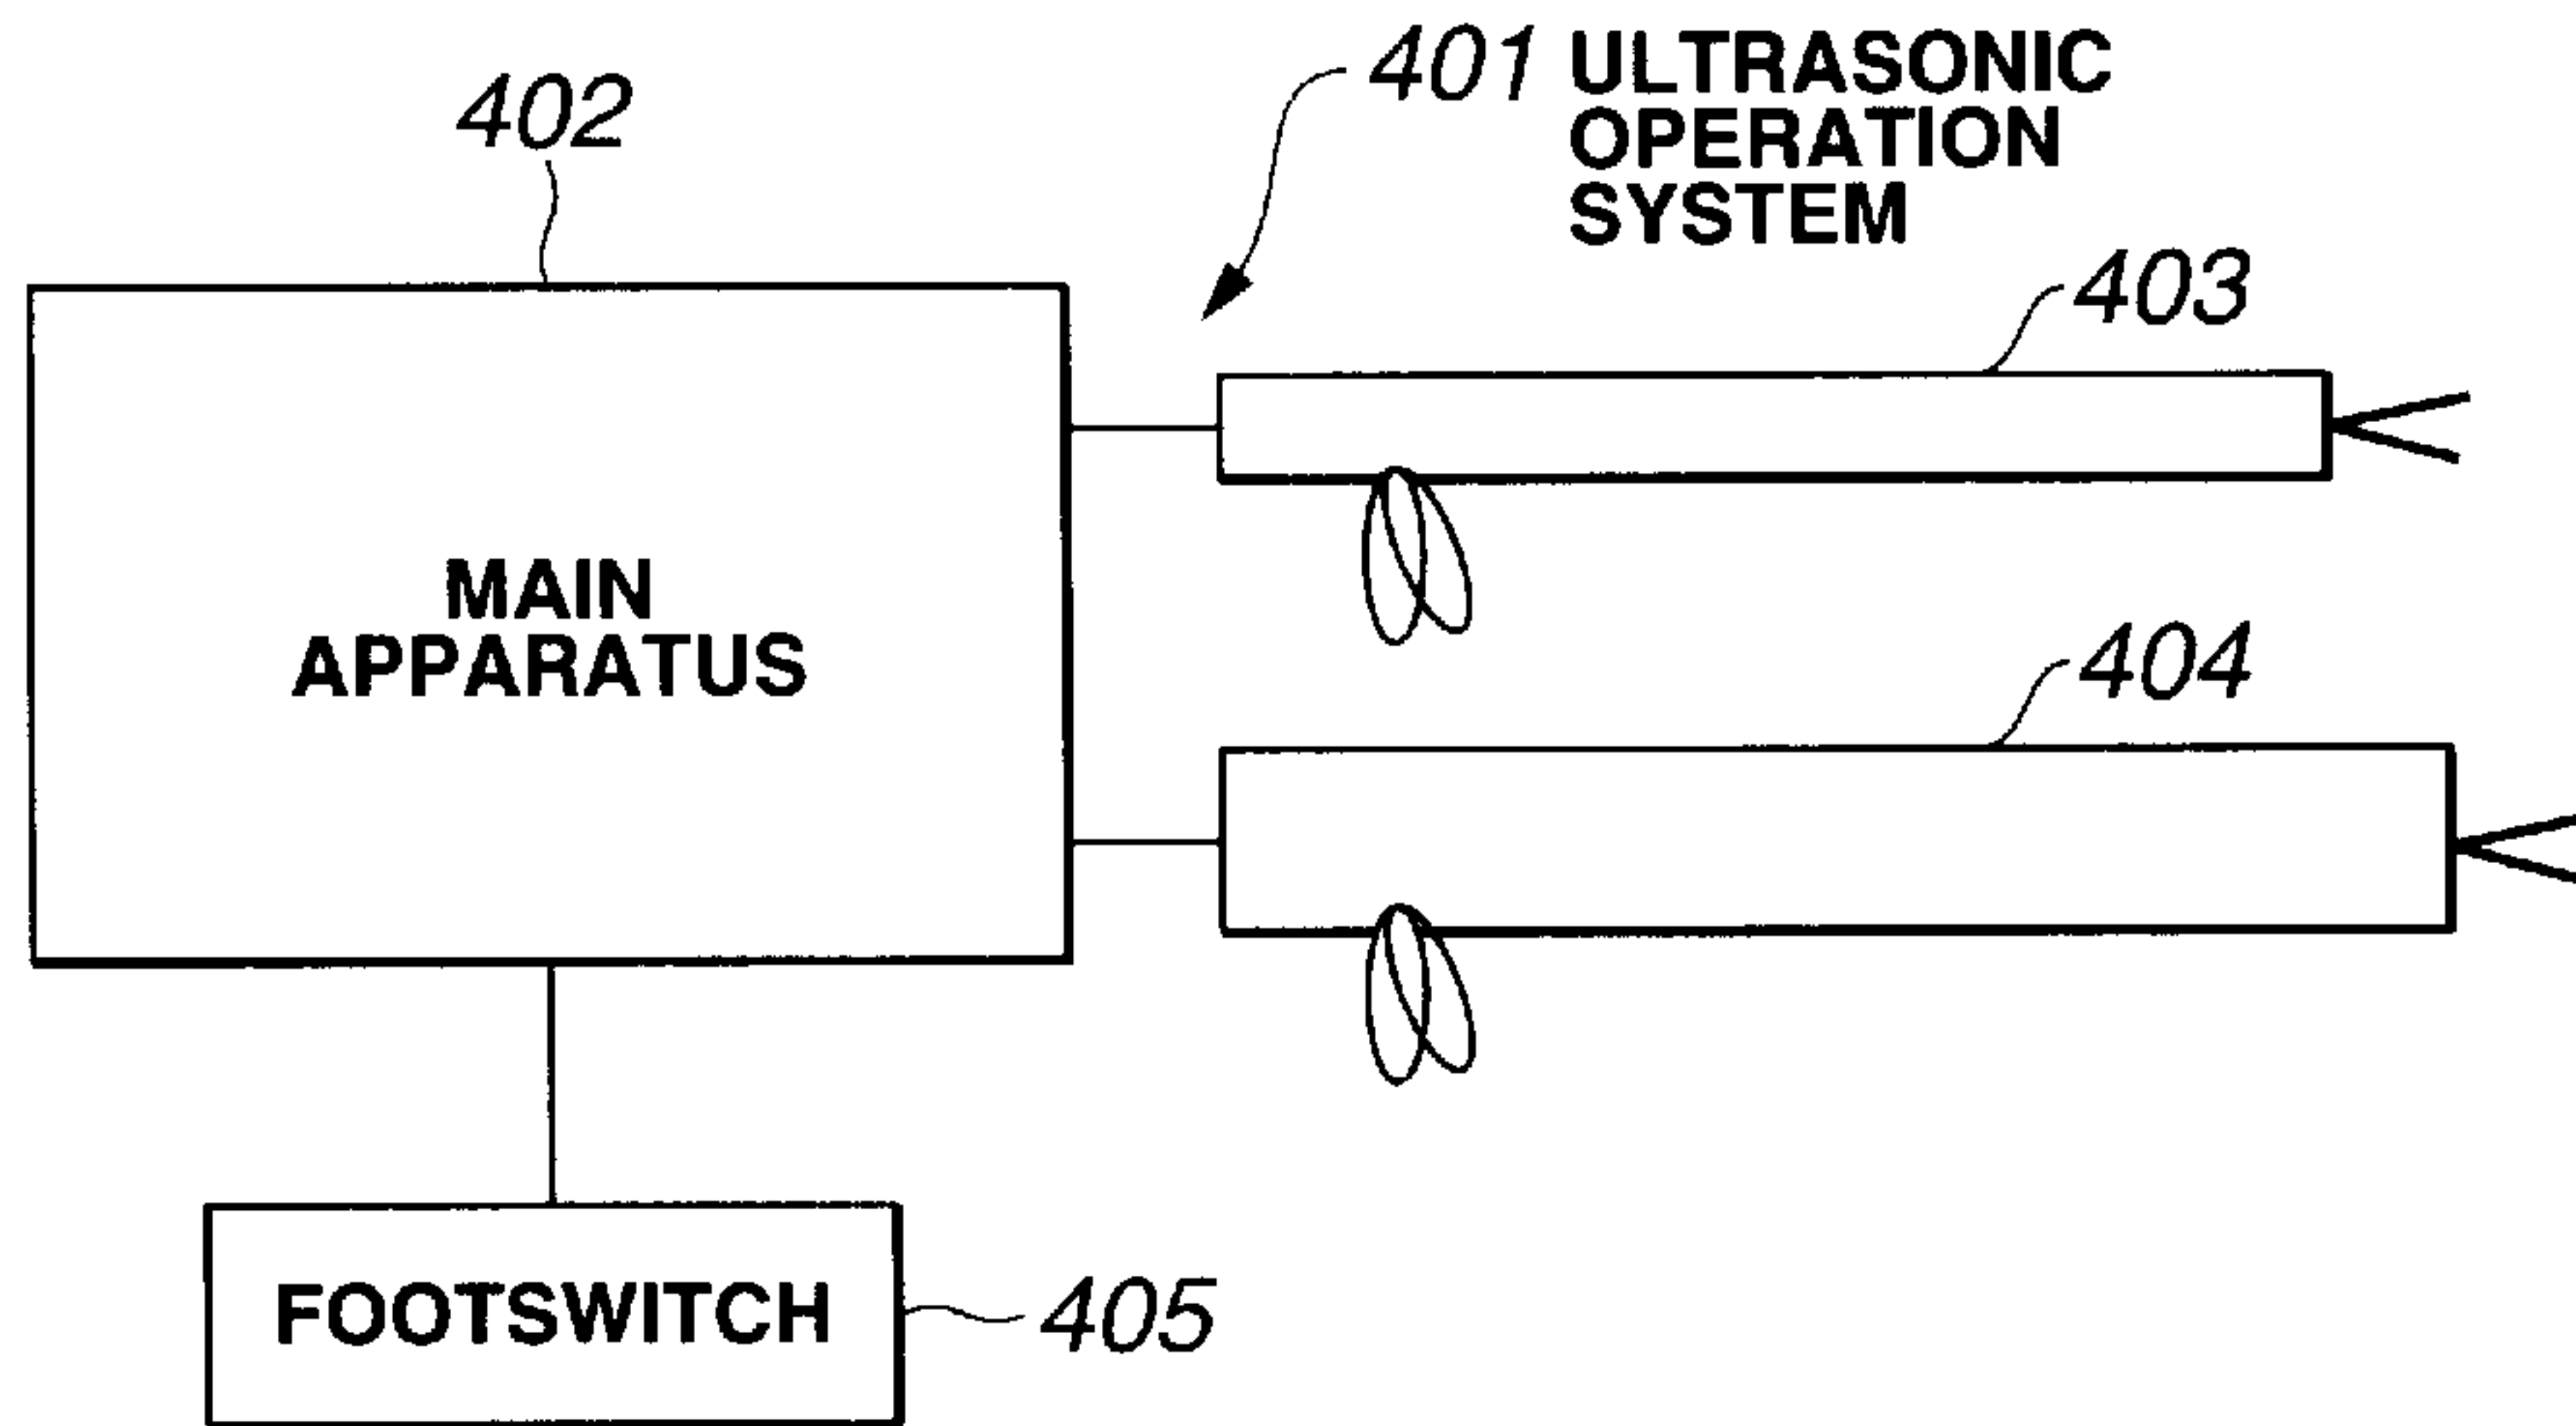 402
401 ULTRASONIC
OPERATION
SYSTEM
403
MAIN
APPARATUS
404
FOOTSWITCH
405